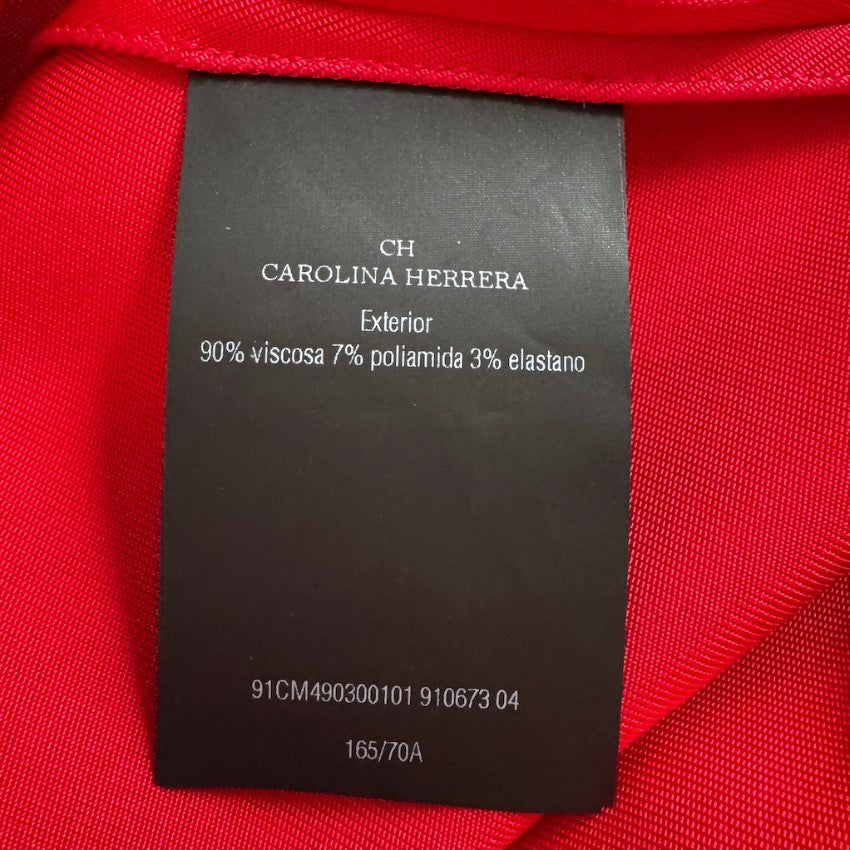 CH
CAROLINA HERRERA
Exterior
90% viscosa 7% poliamida 3% elastano
91CM490300101 910673 04
165/70A